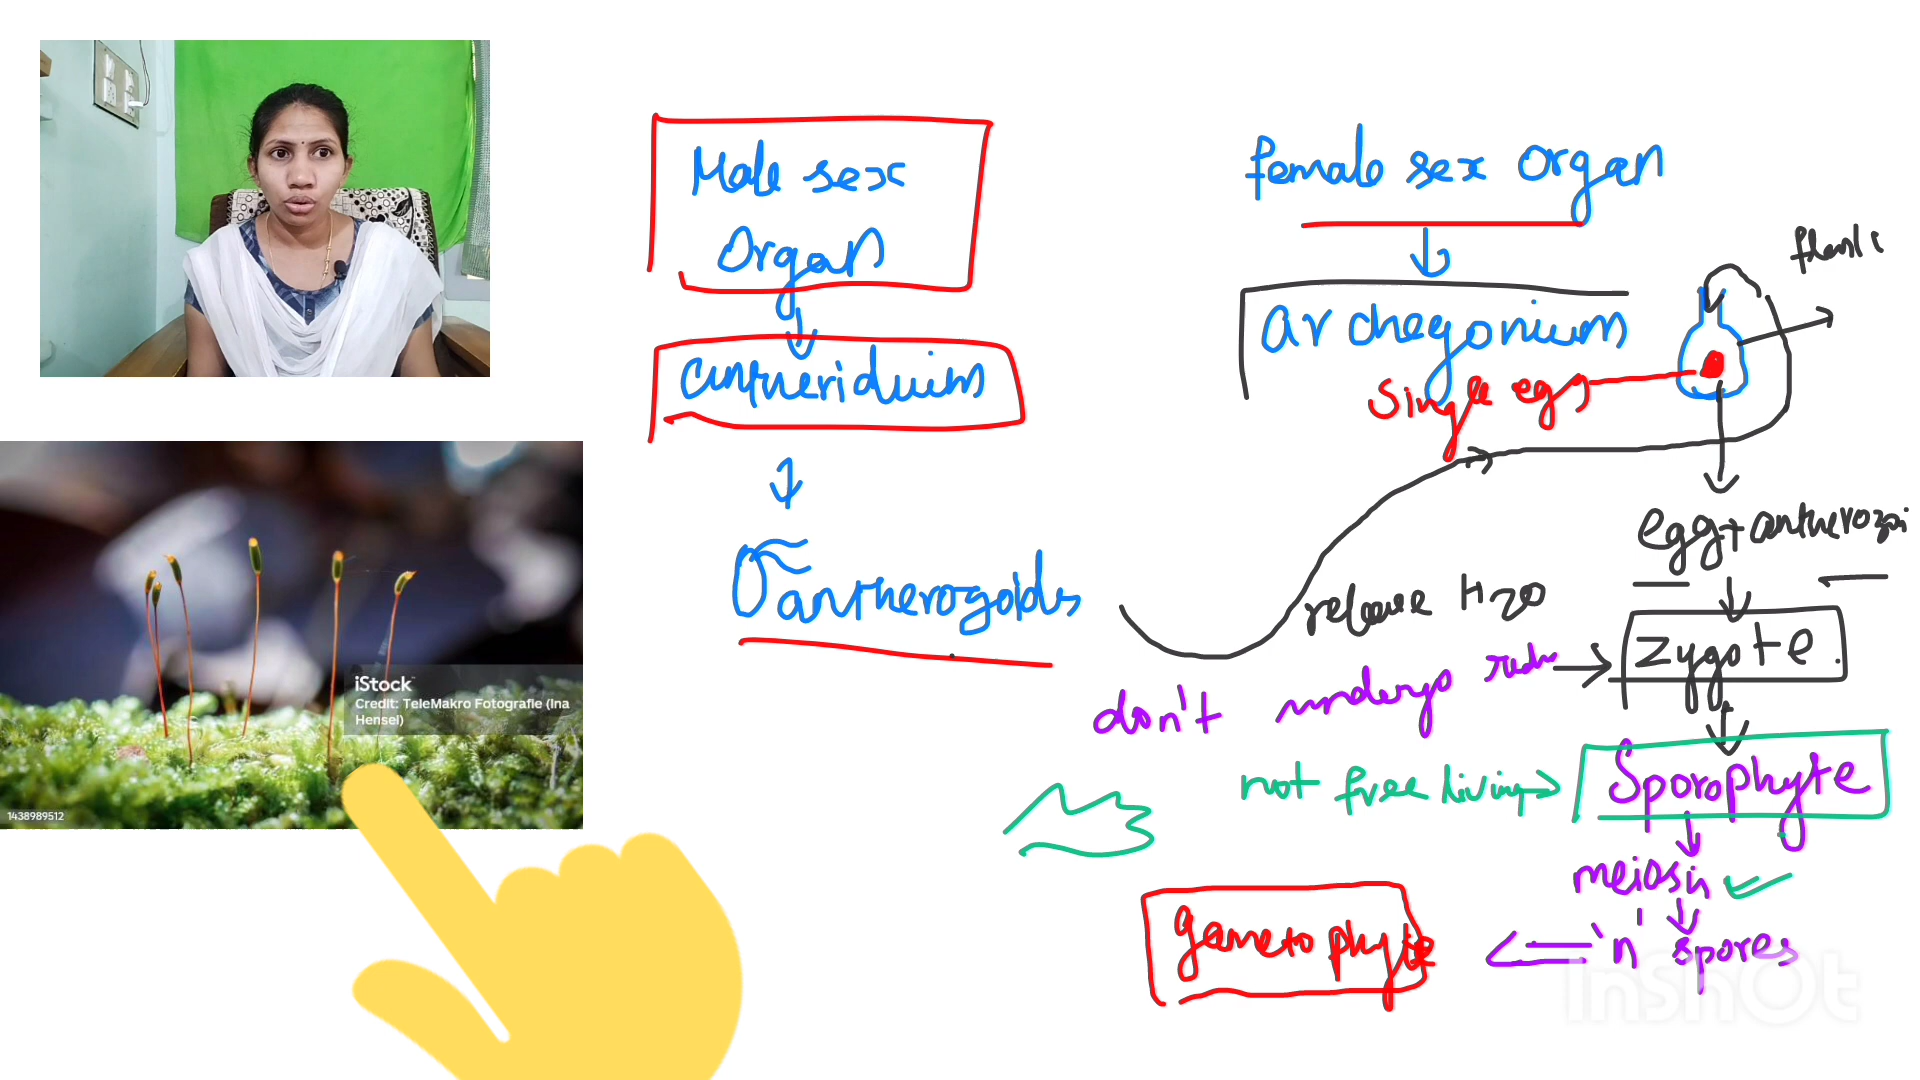 Male sex
Organ
antheridium
antherozoids
female sex organ
archegonium
single egg
egg + antherozoi
release H2O
zygote
don't undergo redn
not free living
Sporophyte
meiosis
'n' spores
gametophyte
iStock
Credit: TeleMakro Fotografie (Ina
Hensel)
1438989512
InShOt